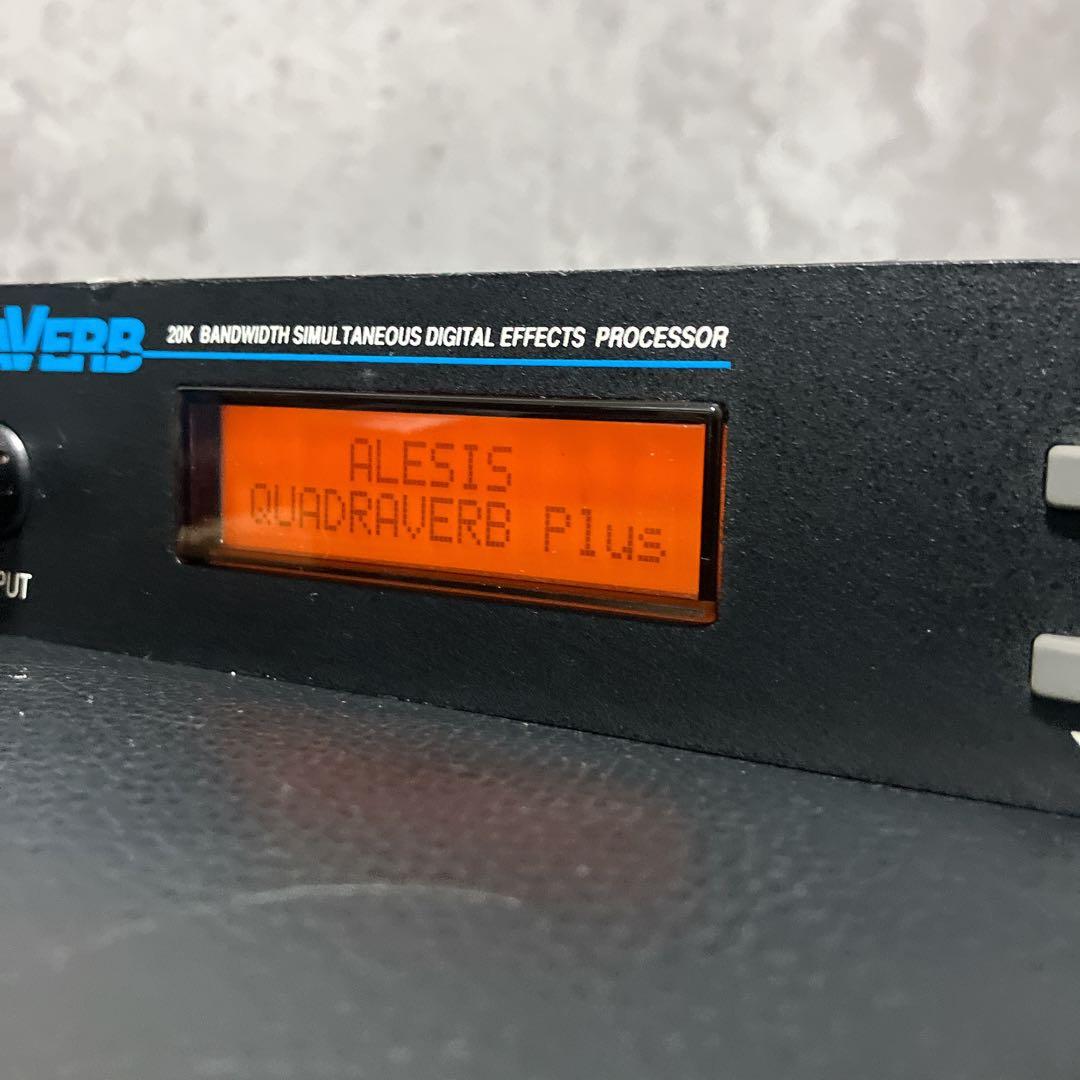 AVERB
20K BANDWIDTH SIMULTANEOUS DIGITAL EFFECTS PROCESSOR
ALESIS
QUADRAVERB Plus
PUT
V